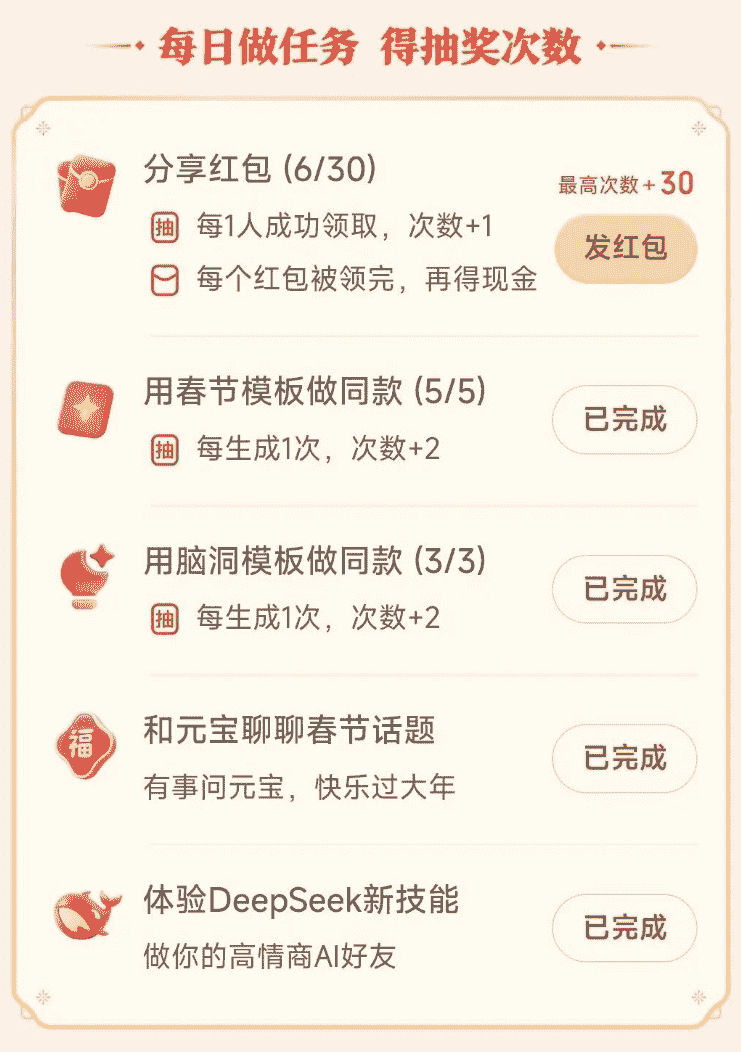 每日做任务 得抽奖次数
分享红包 (6/30)
最高次数+30
抽 每1人成功领取，次数+1
发红包
每个红包被领完，再得现金
用春节模板做同款 (5/5)
已完成
抽 每生成1次，次数+2
用脑洞模板做同款 (3/3)
已完成
抽 每生成1次，次数+2
福
和元宝聊聊春节话题
已完成
有事问元宝，快乐过大年
体验DeepSeek新技能
已完成
做你的高情商AI好友